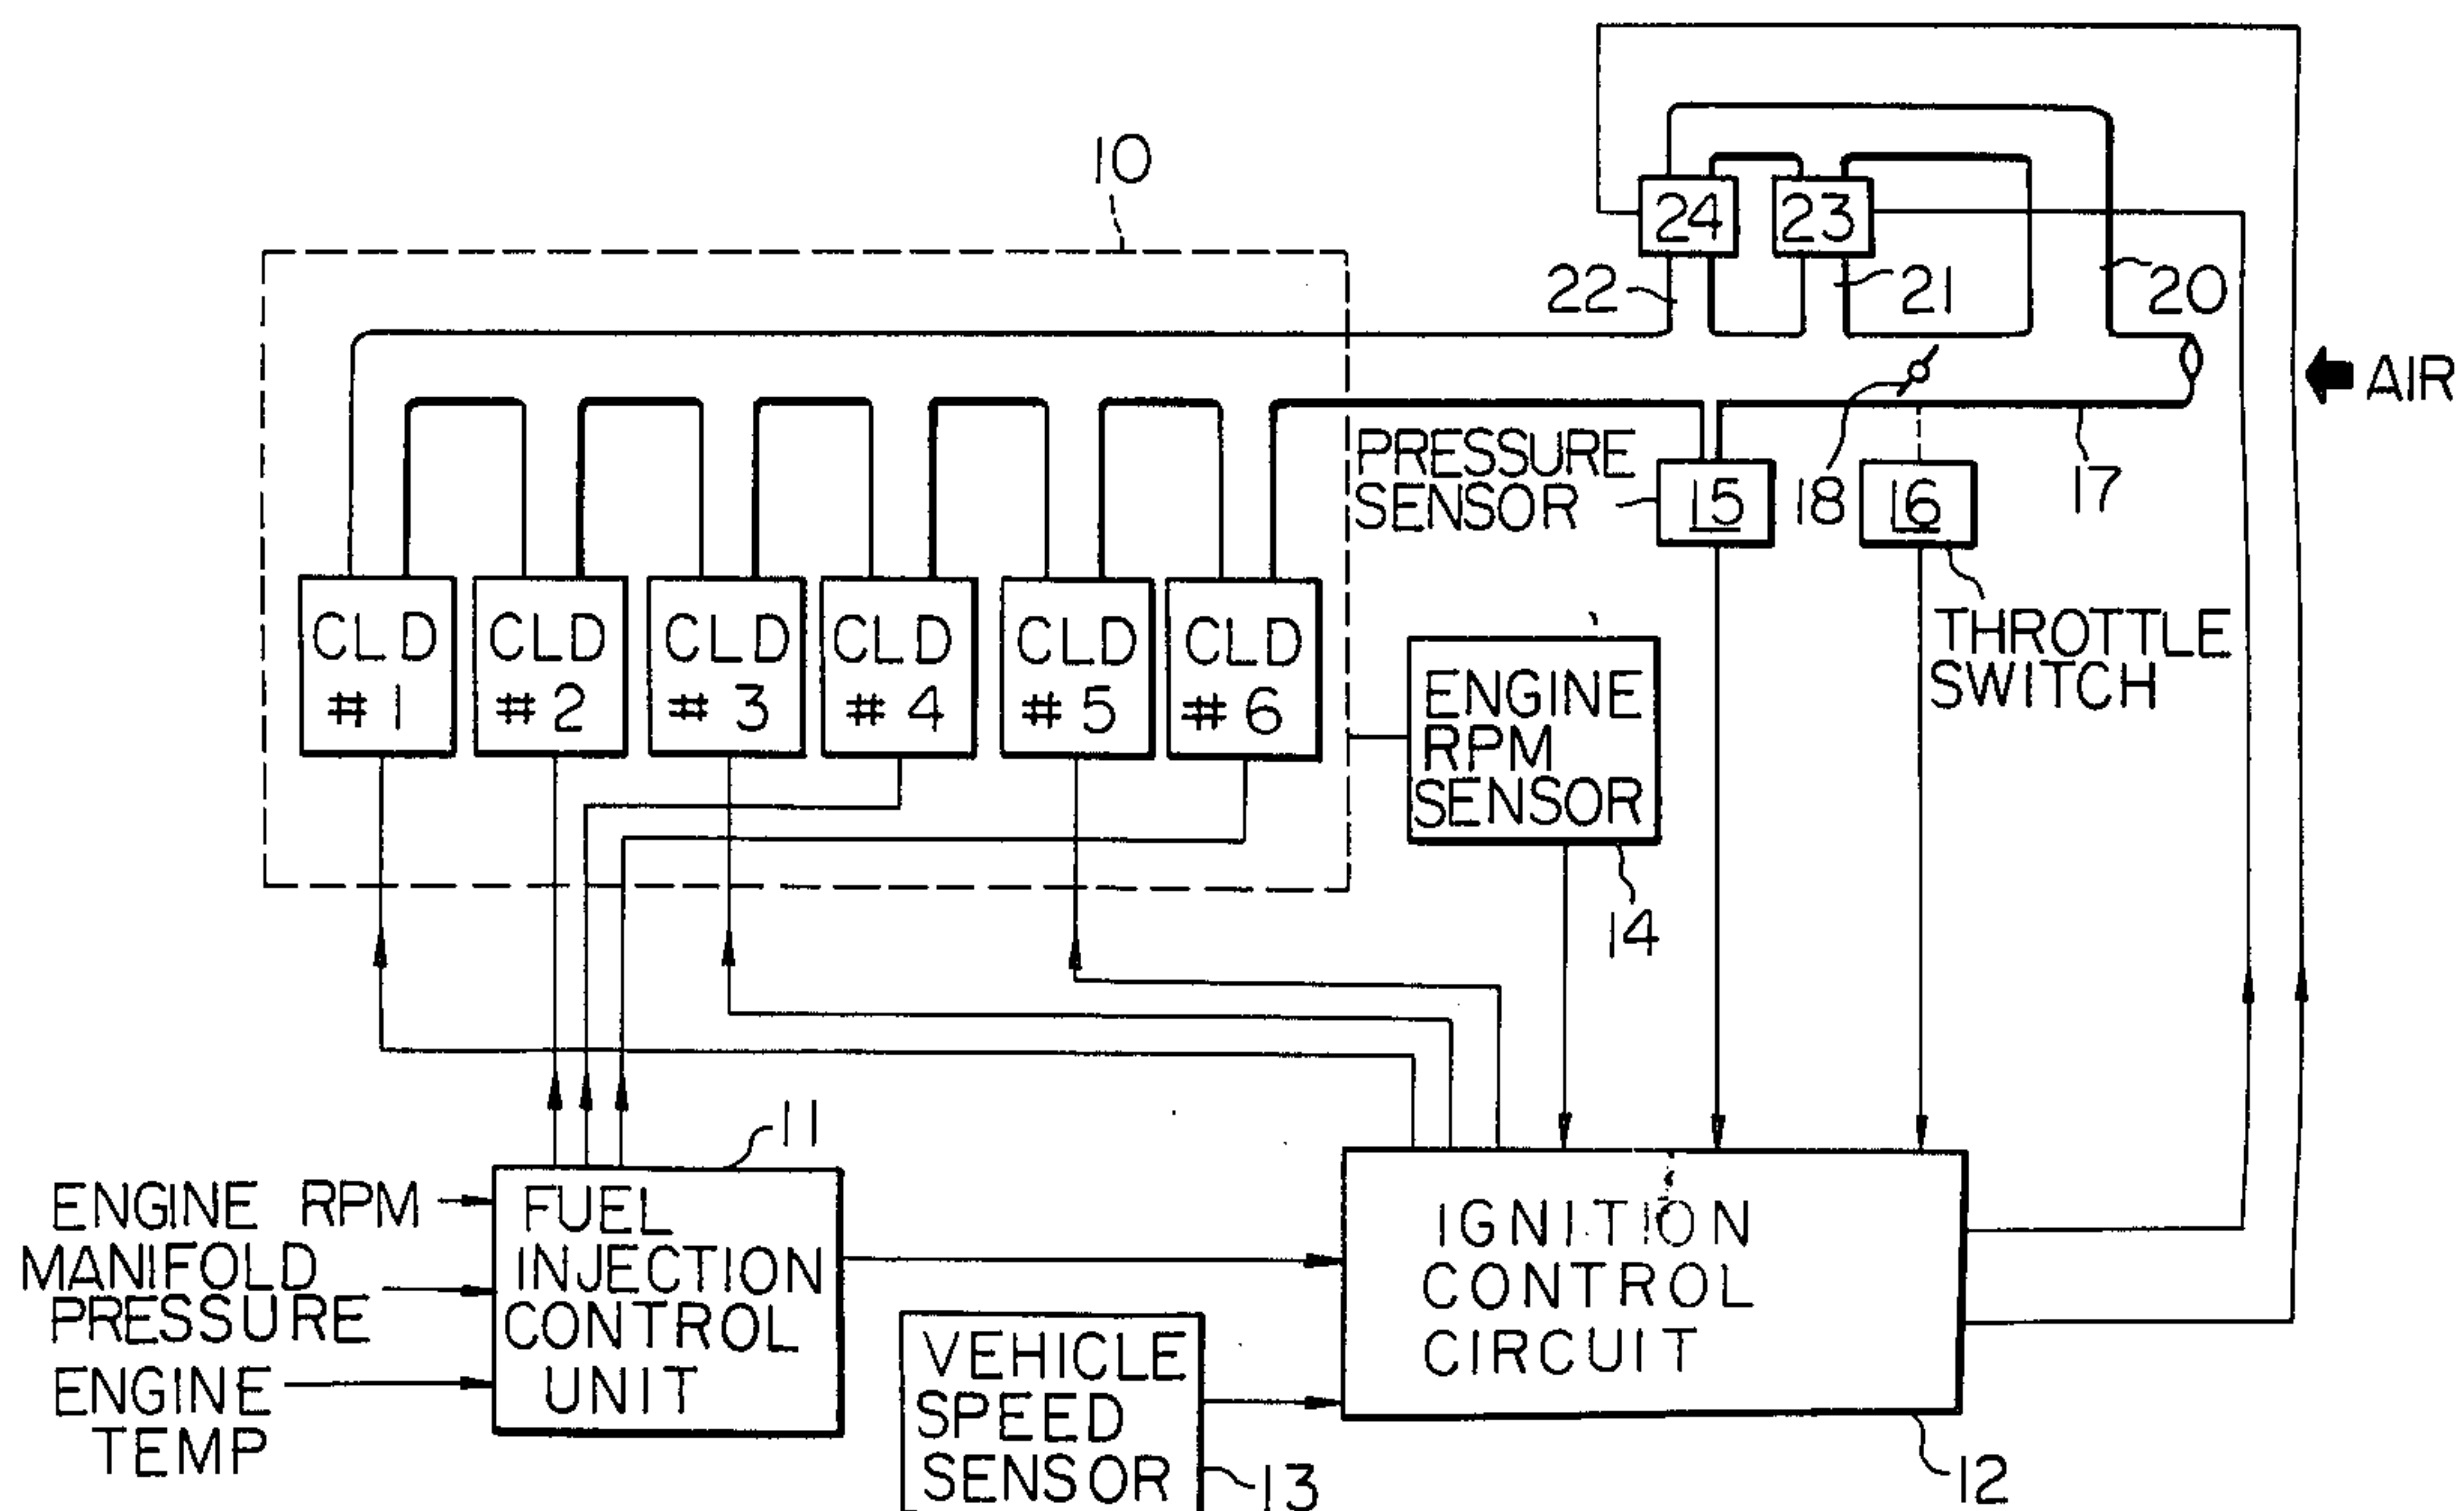 10
24
23
22
21
20
AIR
PRESSURE
SENSOR
15
18
16
17
THROTTLE
SWITCH
CLD
#1
CLD
#2
CLD
#3
CLD
#4
CLD
#5
CLD
#6
ENGINE
RPM
SENSOR
14
11
ENGINE RPM
MANIFOLD
PRESSURE
ENGINE
TEMP
FUEL
INJECTION
CONTROL
UNIT
VEHICLE
SPEED
SENSOR
13
IGNITION
CONTROL
CIRCUIT
12